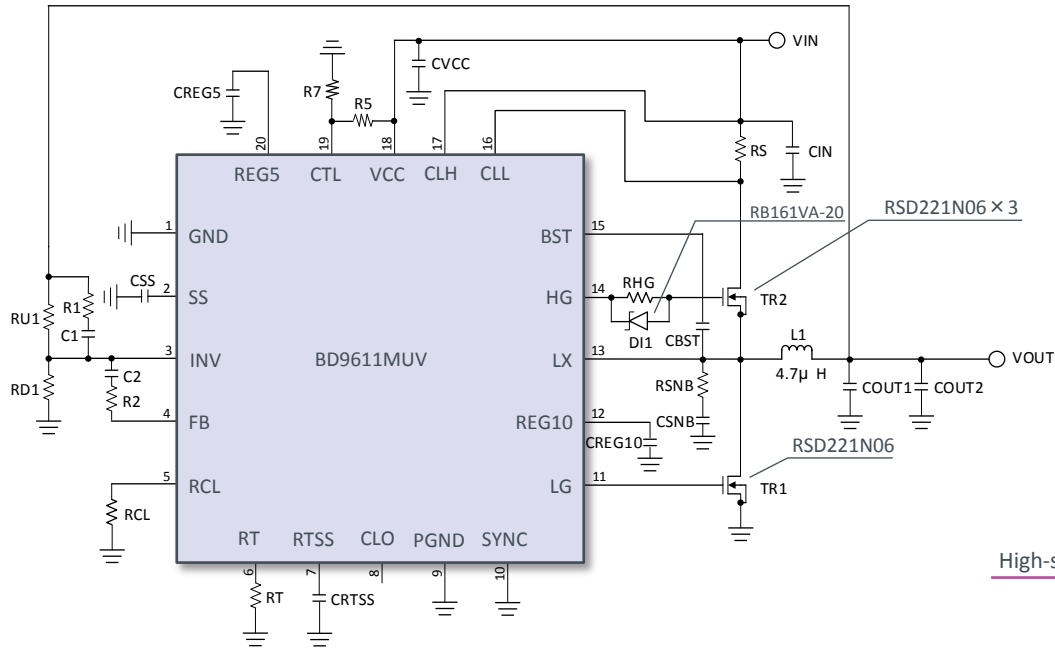 VIN
CVCC
R7
CREG5
R5
20
19
18
17
16
RS
CIN
REG5
CTL
VCC
CLH
CLL
RB161VA-20
RSD221N06 × 3
1
GND
BST
15
CSS
2
SS
HG
14
RHG
TR2
R1
RU1
C1
DI1
CBST
3
INV
BD9611MUV
LX
13
L1
VOUT
4.7μ H
RD1
C2
R2
RSNB
COUT1
COUT2
4
FB
REG10
12
CSNB
CREG10
RSD221N06
5
RCL
LG
11
TR1
RCL
RT
RTSS
CLO
PGND
SYNC
6
7
8
9
10
RT
CRTSS
High-s